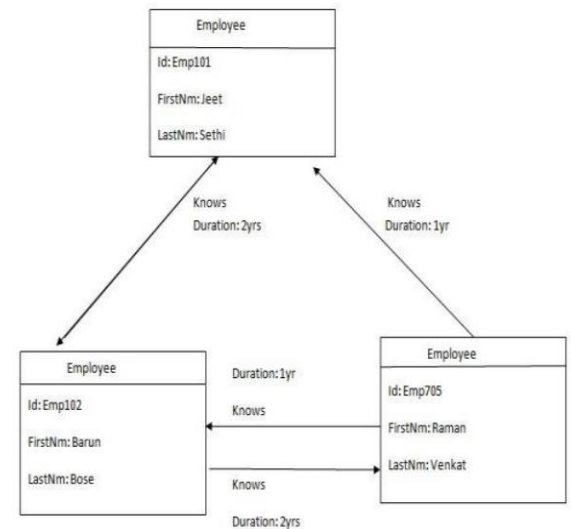 Employee
Id:Emp101
FirstNm:Jeet
LastNm:Sethi
Knows
Duration:2yrs
Knows
Duration:1yr
Employee
Id:Emp102
FirstNm:Barun
LastNm:Bose
Duration:1yr
Knows
Knows
Duration:2yrs
Employee
Id:Emp705
FirstNm:Raman
LastNm:Venkat